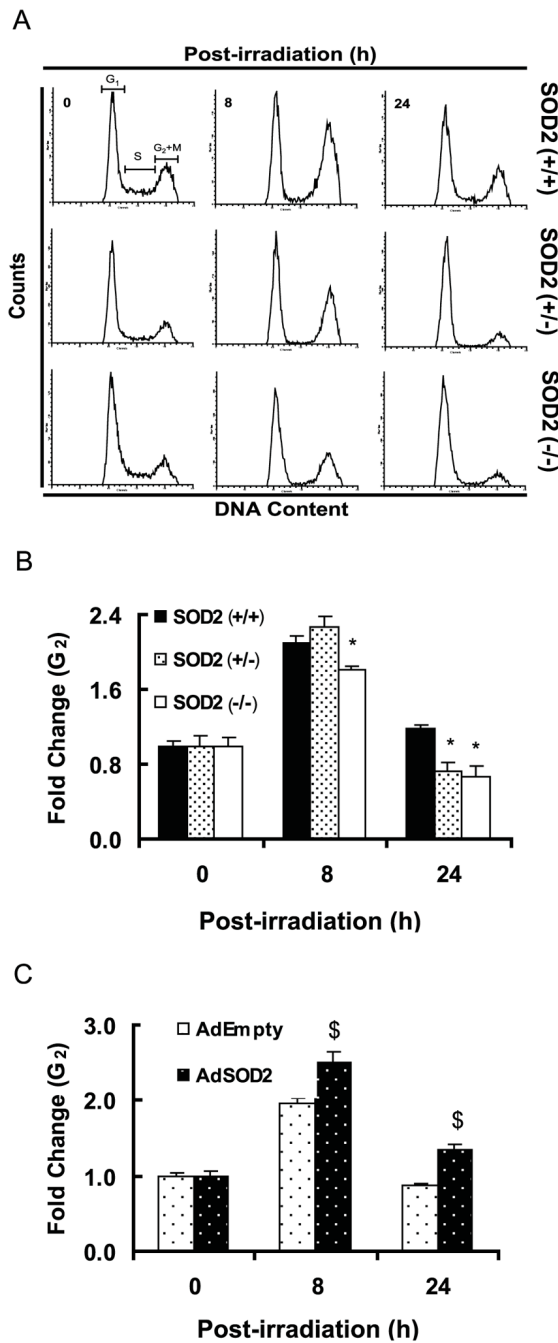 A
Post-irradiation (h)
0
G1
S
G2+M
8
24
SOD2 (+/+)
SOD2 (+/-)
SOD2 (-/-)
Counts
DNA Content
B
2.4
1.6
0.8
0.0
Fold Change (G2)
SOD2 (+/+)
SOD2 (+/-)
SOD2 (-/-)
*
* *
0 8 24
Post-irradiation (h)
C
3.0
2.0
1.0
0.0
Fold Change (G2)
AdEmpty
AdSOD2
$
$
0 8 24
Post-irradiation (h)